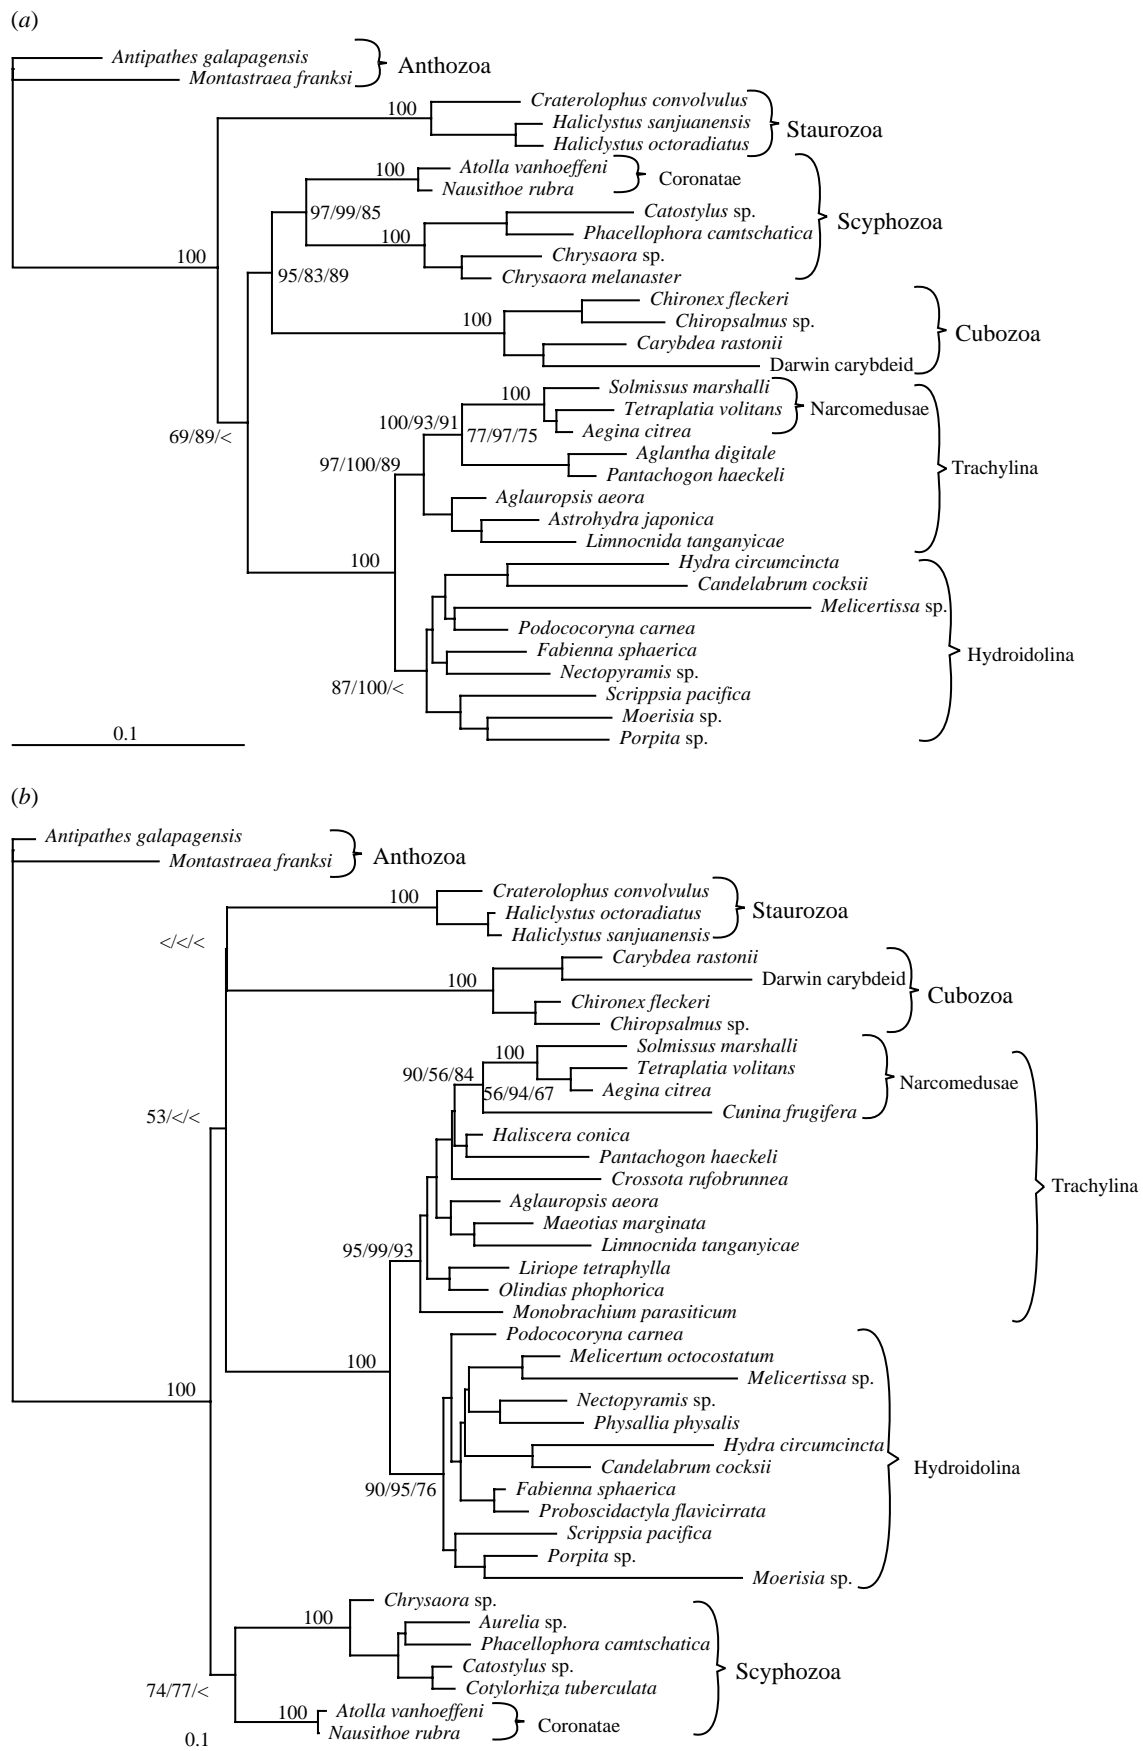 (a)
Antipathes galapagensis
Anthozoa
Montastraea franksi
100
Craterolophus convolvulus
Haliclystus sanjuanensis
Staurozoa
Haliclystus octoradiatus
100
Atolla vanhoeffeni
Coronatae
Nausithoe rubra
97/99/85
Catostylus sp.
Scyphozoa
100
Phacellophora camtschatica
100
Chrysaora sp.
95/83/89
Chrysaora melanaster
Chironex fleckeri
100
Chiropsalmus sp.
Cubozoa
Carybdea rastonii
Darwin carybdeid
100
Solmissus marshalli
Tetraplatia volitans
Narcomedusae
100/93/91
77/97/75
Aegina citrea
69/89/<
Aglantha digitale
97/100/89
Trachylina
Pantachogon haeckeli
Aglauropsis aeora
Astrohydra japonica
Limnocnida tanganyicae
100
Hydra circumcincta
Candelabrum cocksii
Melicertissa sp.
Podococoryna carnea
Fabienna sphaerica
Hydroidolina
Nectopyramis sp.
87/100/<
Scrippsia pacifica
Moerisia sp.
0.1
Porpita sp.
(b)
Antipathes galapagensis
Anthozoa
Montastraea franksi
100
Craterolophus convolvulus
Haliclystus octoradiatus
Staurozoa
Haliclystus sanjuanensis
</</<
Carybdea rastonii
100
Darwin carybdeid
Cubozoa
Chironex fleckeri
Chiropsalmus sp.
100
Solmissus marshalli
Tetraplatia volitans
90/56/84
Narcomedusae
56/94/67
Aegina citrea
53/</<
Cunina frugifera
Haliscera conica
Pantachogon haeckeli
Crossota rufobrunnea
Trachylina
Aglauropsis aeora
Maeotias marginata
Limnocnida tanganyicae
95/99/93
Liriope tetraphylla
Olindias phophorica
Monobrachium parasiticum
Podococoryna carnea
100
Melicertum octocostatum
Melicertissa sp.
100
Nectopyramis sp.
Physallia physalis
Hydra circumcincta
Candelabrum cocksii
Hydroidolina
90/95/76
Fabienna sphaerica
Proboscidactyla flavicirrata
Scrippsia pacifica
Porpita sp.
Moerisia sp.
Chrysaora sp.
100
Aurelia sp.
Phacellophora camtschatica
Catostylus sp.
Scyphozoa
74/77/<
Cotylorhiza tuberculata
100
Atolla vanhoeffeni
Coronatae
Nausithoe rubra
0.1